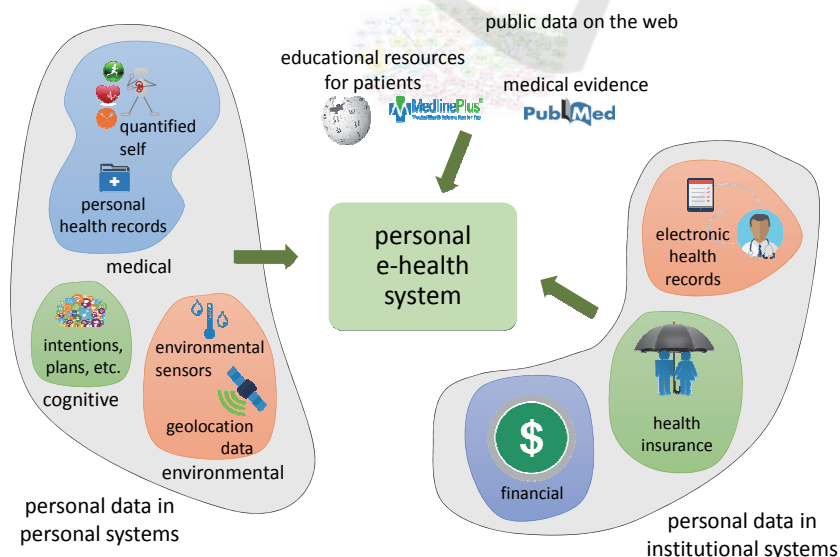 public data on the web
educational resources
for patients
medical evidence
MedlinePlus
PubMed
quantified
self
personal
health records
medical
intentions,
plans, etc.
cognitive
environmental
sensors
geolocation
data
environmental
personal data in
personal systems
personal
e-health
system
electronic
health
records
health
insurance
$
financial
personal data in
institutional systems